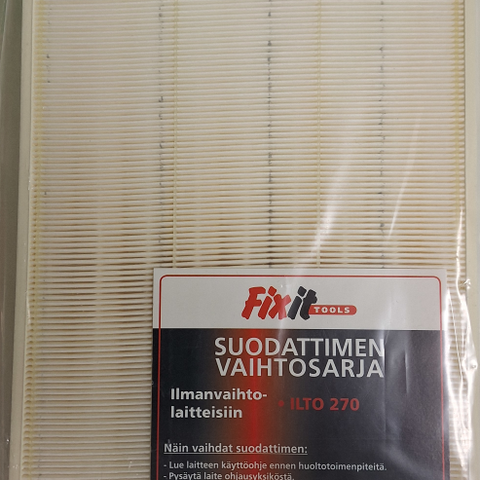 Fixit
TOOLS
SUODATTIMEN
VAIHTOSARJA
Ilmanvaihto-
laitteisiin
• ILTO 270
Näin vaihdat suodattimen:
- Lue laitteen käyttöohje ennen huoltotoimenpiteitä.
- Pysäytä laite ohjausyksiköstä.